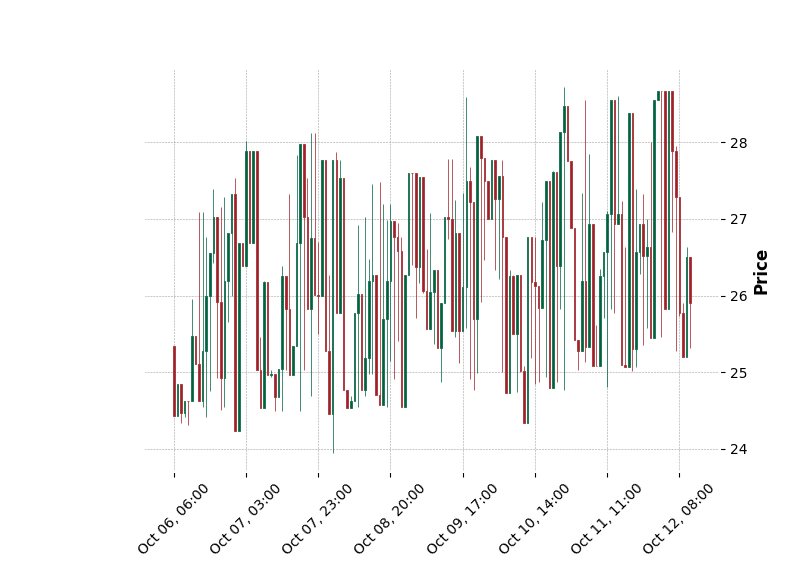 28
27
26
25
24
Price
Oct 06, 06:00
Oct 07, 03:00
Oct 07, 23:00
Oct 08, 20:00
Oct 09, 17:00
Oct 10, 14:00
Oct 11, 11:00
Oct 12, 08:00